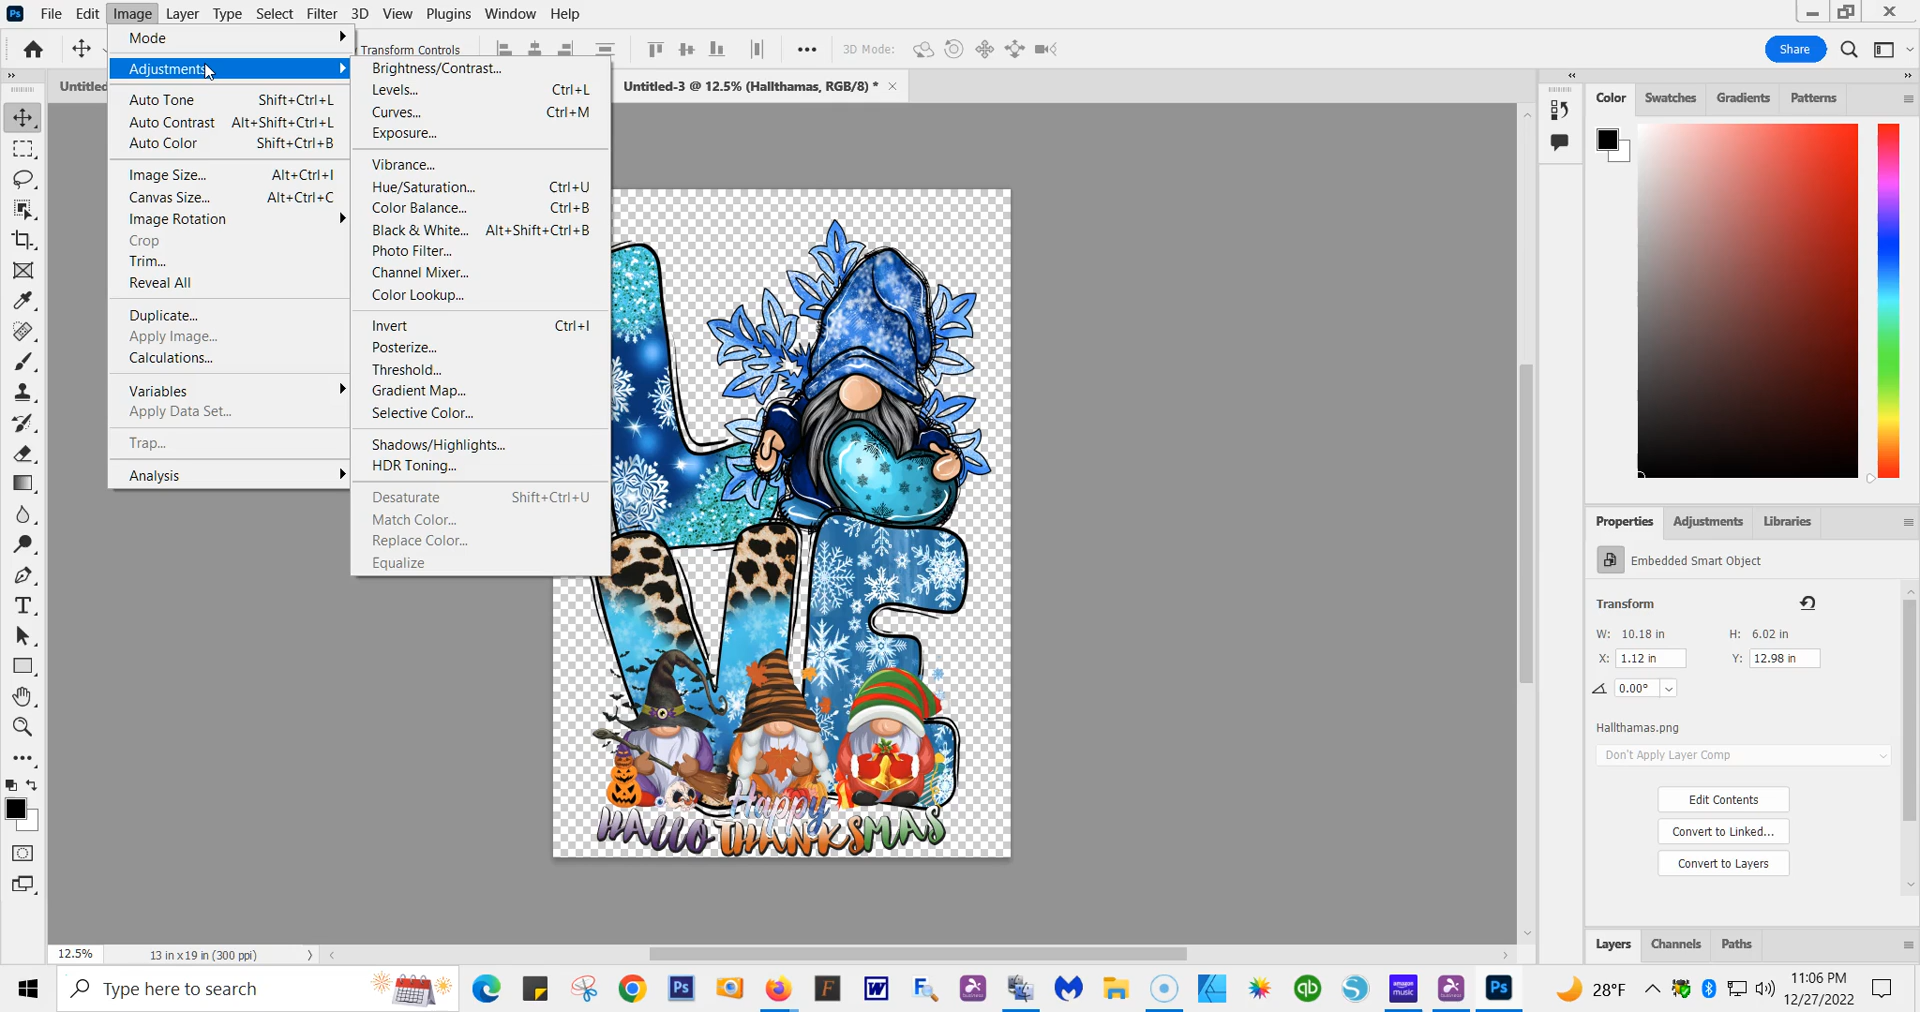 Ps File Edit Image Layer Type Select Filter 3D View Plugins Window Help
Transform Controls 3D Mode: Share
Untitled-3 @ 12.5% (Hallthamas, RGB/8) *
Mode
Adjustments
Auto Tone Shift+Ctrl+L
Auto Contrast Alt+Shift+Ctrl+L
Auto Color Shift+Ctrl+B
Image Size... Alt+Ctrl+I
Canvas Size... Alt+Ctrl+C
Image Rotation
Crop
Trim...
Reveal All
Duplicate...
Apply Image...
Calculations...
Variables
Apply Data Set...
Trap...
Analysis
Brightness/Contrast...
Levels... Ctrl+L
Curves... Ctrl+M
Exposure...
Vibrance...
Hue/Saturation... Ctrl+U
Color Balance... Ctrl+B
Black & White... Alt+Shift+Ctrl+B
Photo Filter...
Channel Mixer...
Color Lookup...
Invert Ctrl+I
Posterize...
Threshold...
Gradient Map...
Selective Color...
Shadows/Highlights...
HDR Toning...
Desaturate Shift+Ctrl+U
Match Color...
Replace Color...
Equalize
Happy
HALLO THANKSMAS
Color Swatches Gradients Patterns
Properties Adjustments Libraries
Embedded Smart Object
Transform
W: 10.18 in H: 6.02 in
X: 1.12 in Y: 12.98 in
0.00°
Hallthamas.png
Don't Apply Layer Comp
Edit Contents
Convert to Linked...
Convert to Layers
Layers Channels Paths
12.5% 13 in x 19 in (300 ppi)
Type here to search
28°F
11:06 PM
12/27/2022